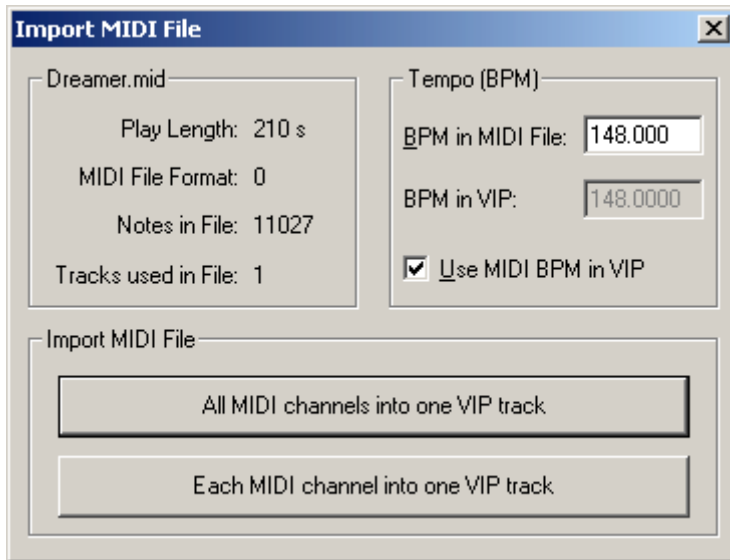 Import MIDI File
Dreamer.mid
Play Length: 210 s
MIDI File Format: 0
Notes in File: 11027
Tracks used in File: 1
Tempo (BPM)
BPM in MIDI File: 148.000
BPM in VIP: 148.0000
Use MIDI BPM in VIP
Import MIDI File
All MIDI channels into one VIP track
Each MIDI channel into one VIP track